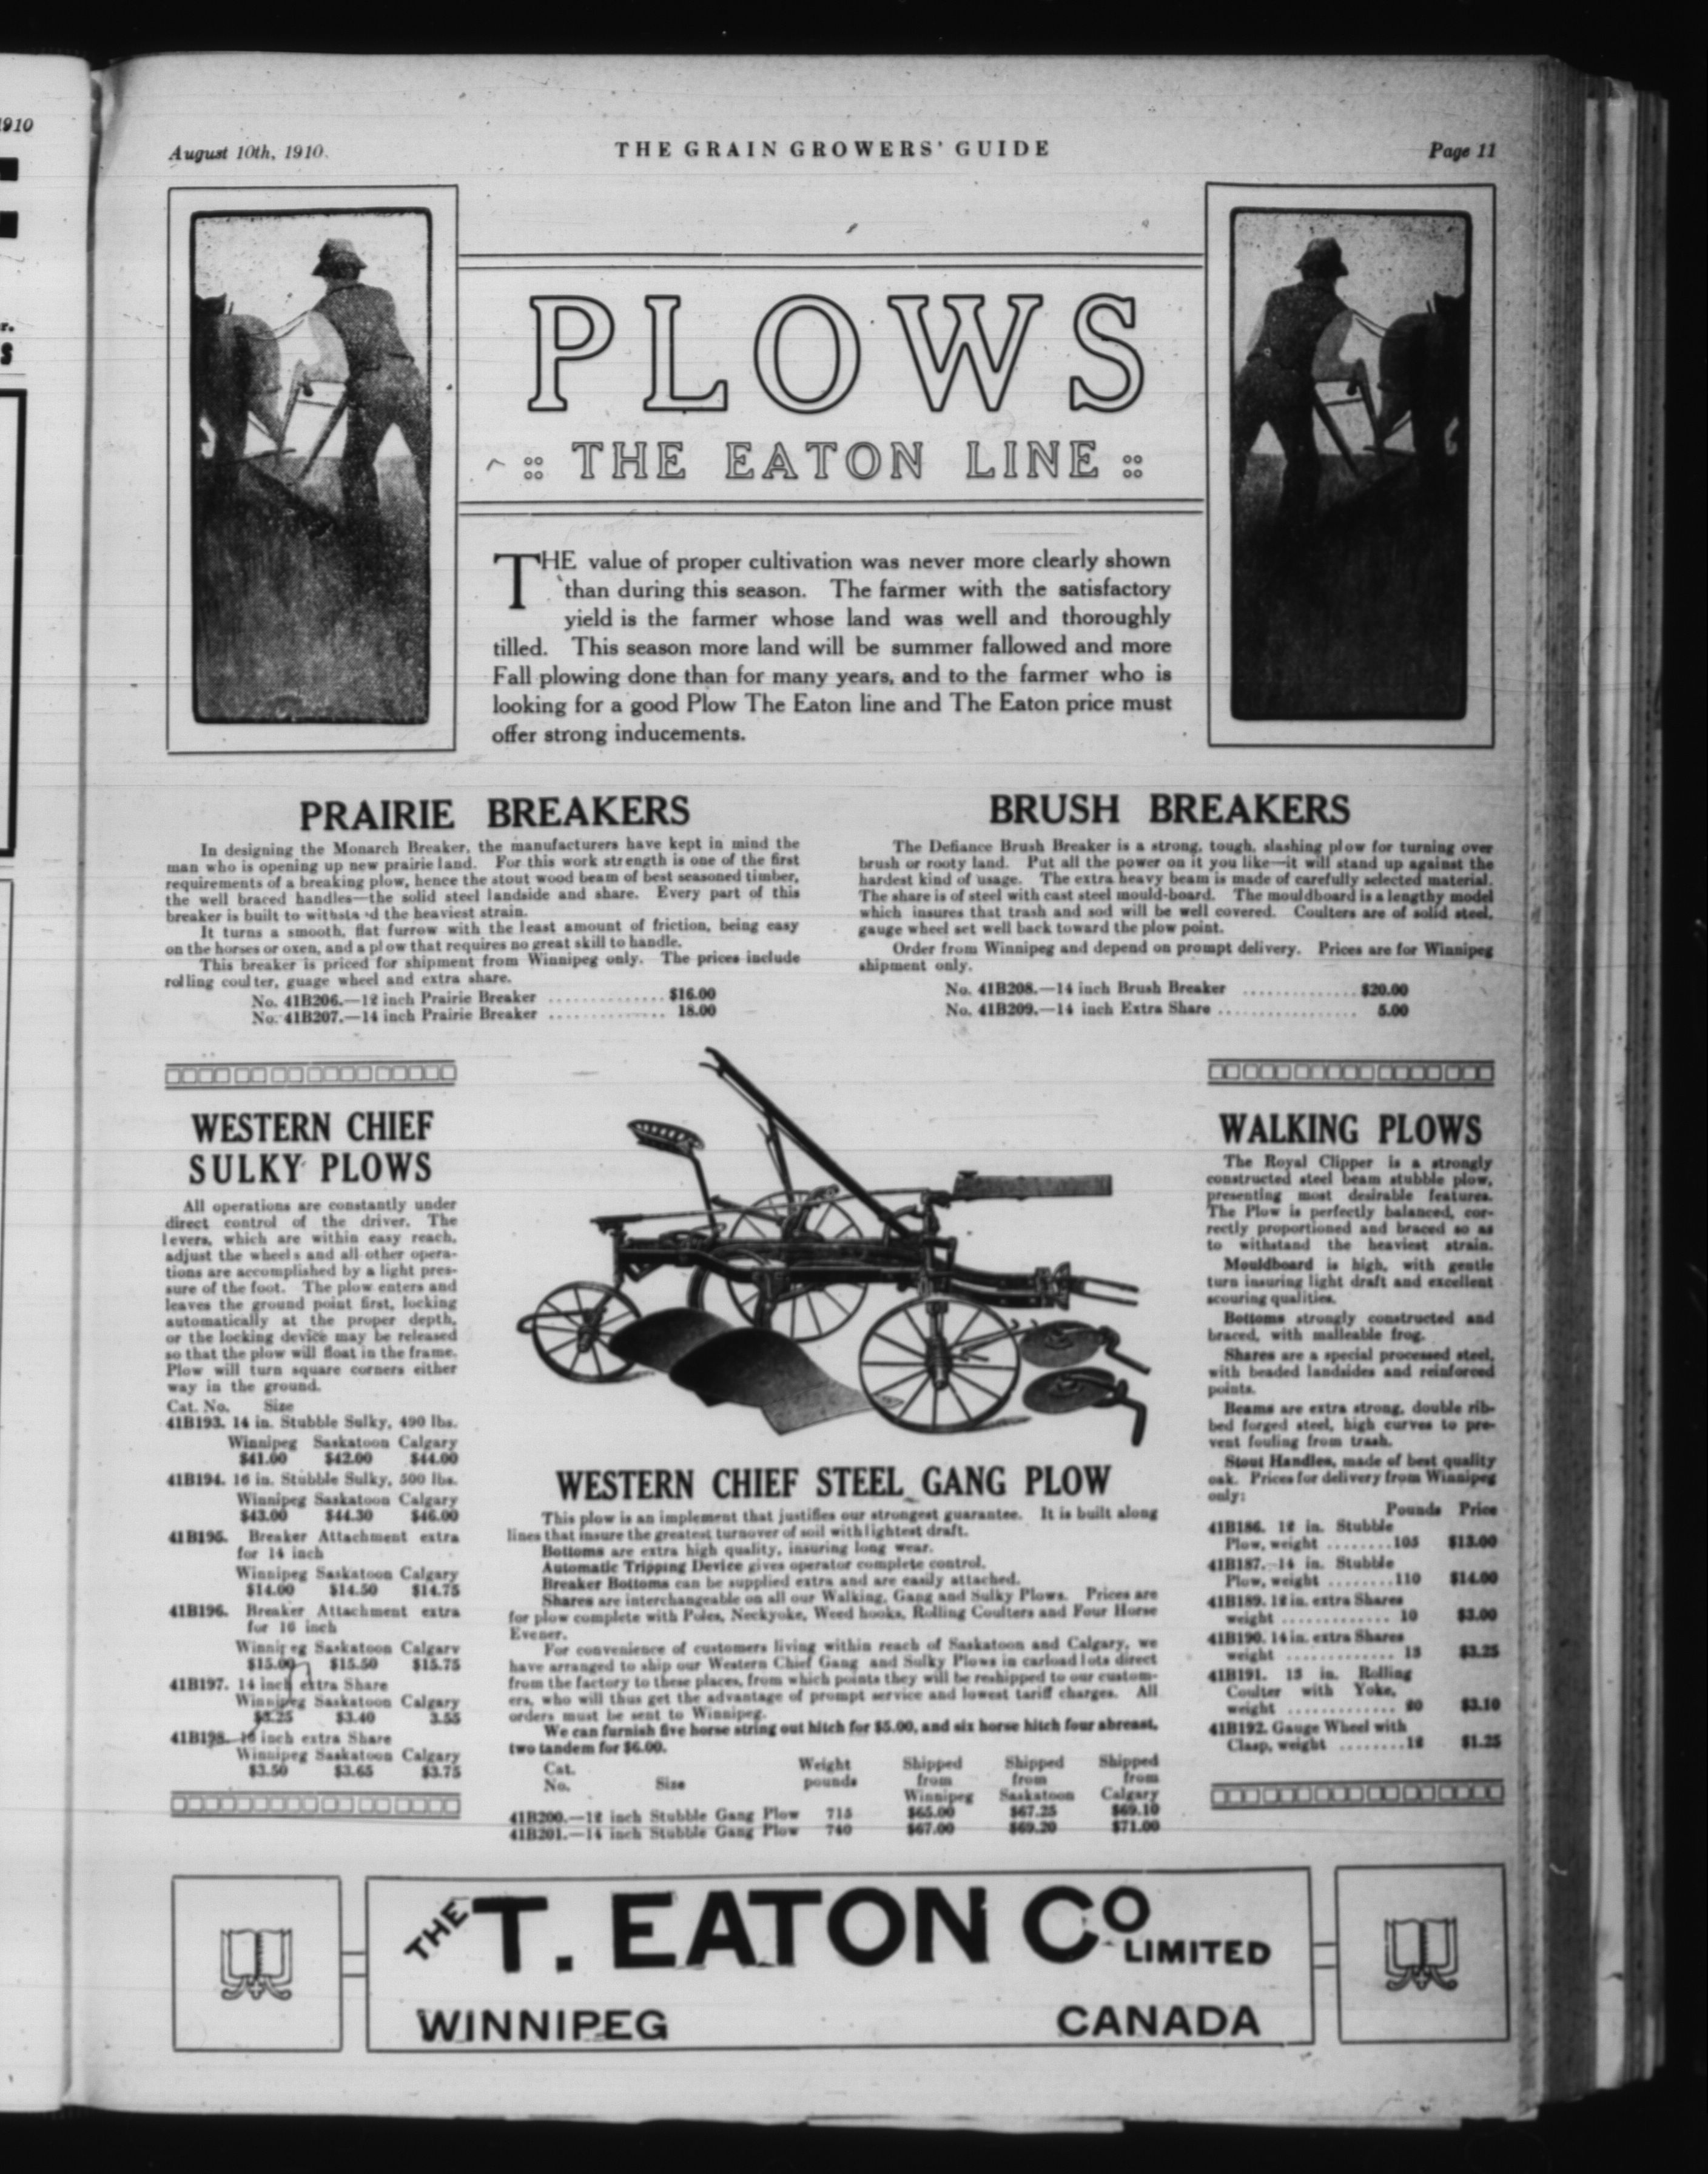 1910
August 10th, 1910.
THE GRAIN GROWERS' GUIDE
Page 11
PLOWS
:: THE EATON LINE ::
THE value of proper cultivation was never more clearly shown
than during this season. The farmer with the satisfactory
yield is the farmer whose land was well and thoroughly
tilled. This season more land will be summer fallowed and more
Fall plowing done than for many years, and to the farmer who is
looking for a good Plow The Eaton line and The Eaton price must
offer strong inducements.
PRAIRIE BREAKERS
In designing the Monarch Breaker, the manufacturers have kept in mind the
man who is opening up new prairie land. For this work strength is one of the first
requirements of a breaking plow, hence the stout wood beam of best seasoned timber,
the well braced handles—the solid steel landside and share. Every part of this
breaker is built to withsta d the heaviest strain.
It turns a smooth, flat furrow with the least amount of friction, being easy
on the horses or oxen, and a plow that requires no great skill to handle.
This breaker is priced for shipment from Winnipeg only. The prices include
rolling coulter, guage wheel and extra share.
No. 41B206.—12 inch Prairie Breaker .............. $16.00
No. 41B207.—14 inch Prairie Breaker .............. 18.00
BRUSH BREAKERS
The Defiance Brush Breaker is a strong, tough, slashing plow for turning over
brush or rooty land. Put all the power on it you like—it will stand up against the
hardest kind of usage. The extra heavy beam is made of carefully selected material.
The share is of steel with cast steel mould-board. The mouldboard is a lengthy model
which insures that trash and sod will be well covered. Coulters are of solid steel,
gauge wheel set well back toward the plow point.
Order from Winnipeg and depend on prompt delivery. Prices are for Winnipeg
shipment only.
No. 41B208.—14 inch Brush Breaker .............. $20.00
No. 41B209.—14 inch Extra Share ................. 5.00
WESTERN CHIEF
SULKY PLOWS
All operations are constantly under
direct control of the driver. The
levers, which are within easy reach,
adjust the wheels and all other opera-
tions are accomplished by a light pres-
sure of the foot. The plow enters and
leaves the ground point first, locking
automatically at the proper depth,
or the locking device may be released
so that the plow will float in the frame.
Plow will turn square corners either
way in the ground.
Cat. No. Size
41B193. 14 in. Stubble Sulky, 490 lbs.
Winnipeg Saskatoon Calgary
$41.00 $42.00 $44.00
41B194. 16 in. Stubble Sulky, 500 lbs.
Winnipeg Saskatoon Calgary
$43.00 $44.30 $46.00
41B195. Breaker Attachment extra
for 14 inch
Winnipeg Saskatoon Calgary
$14.00 $14.50 $14.75
41B196. Breaker Attachment extra
for 16 inch
Winnipeg Saskatoon Calgary
$15.00 $15.50 $15.75
41B197. 14 inch extra Share
Winnipeg Saskatoon Calgary
$3.25 $3.40 3.55
41B198.—16 inch extra Share
Winnipeg Saskatoon Calgary
$3.50 $3.65 $3.75
WESTERN CHIEF STEEL GANG PLOW
This plow is an implement that justifies our strongest guarantee. It is built along
lines that insure the greatest turnover of soil with lightest draft.
Bottoms are extra high quality, insuring long wear.
Automatic Tripping Device gives operator complete control.
Breaker Bottoms can be supplied extra and are easily attached.
Shares are interchangeable on all our Walking, Gang and Sulky Plows. Prices are
for plow complete with Poles, Neckyoke, Weed hooks, Rolling Coulters and Four Horse
Evener.
For convenience of customers living within reach of Saskatoon and Calgary, we
have arranged to ship our Western Chief Gang and Sulky Plows in carload lots direct
from the factory to these places, from which points they will be reshipped to our custom-
ers, who will thus get the advantage of prompt service and lowest tariff charges. All
orders must be sent to Winnipeg.
We can furnish five horse string out hitch for $5.00, and six horse hitch four abreast,
two tandem for $6.00.
Cat. Weight Shipped Shipped Shipped
No. Size pounds from from from
Winnipeg Saskatoon Calgary
41B200.—12 inch Stubble Gang Plow 715 $65.00 $67.25 $69.10
41B201.—14 inch Stubble Gang Plow 740 $67.00 $69.20 $71.00
WALKING PLOWS
The Royal Clipper is a strongly
constructed steel beam stubble plow,
presenting most desirable features.
The Plow is perfectly balanced, cor-
rectly proportioned and braced so as
to withstand the heaviest strain.
Mouldboard is high, with gentle
turn insuring light draft and excellent
scouring qualities.
Bottoms strongly constructed and
braced, with malleable frog.
Shares are a special processed steel,
with beaded landsides and reinforced
points.
Beams are extra strong, double rib-
bed forged steel, high curves to pre-
vent fouling from trash.
Stout Handles, made of best quality
oak. Prices for delivery from Winnipeg
only:
Pounds Price
41B186. 12 in. Stubble
Plow, weight ........105 $13.00
41B187. 14 in. Stubble
Plow, weight ........110 $14.00
41B189. 12 in. extra Shares
weight ............. 10 $3.00
41B190. 14 in. extra Shares
weight ............. 13 $3.25
41B191. 13 in. Rolling
Coulter with Yoke,
weight ............. 20 $3.10
41B192. Gauge Wheel with
Clasp, weight ........12 $1.25
THE T. EATON CO. LIMITED
WINNIPEG CANADA